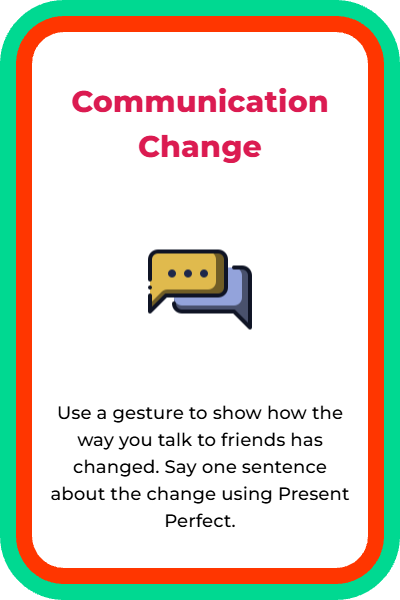 Communication
Change
Use a gesture to show how the
way you talk to friends has
changed. Say one sentence
about the change using Present
Perfect.